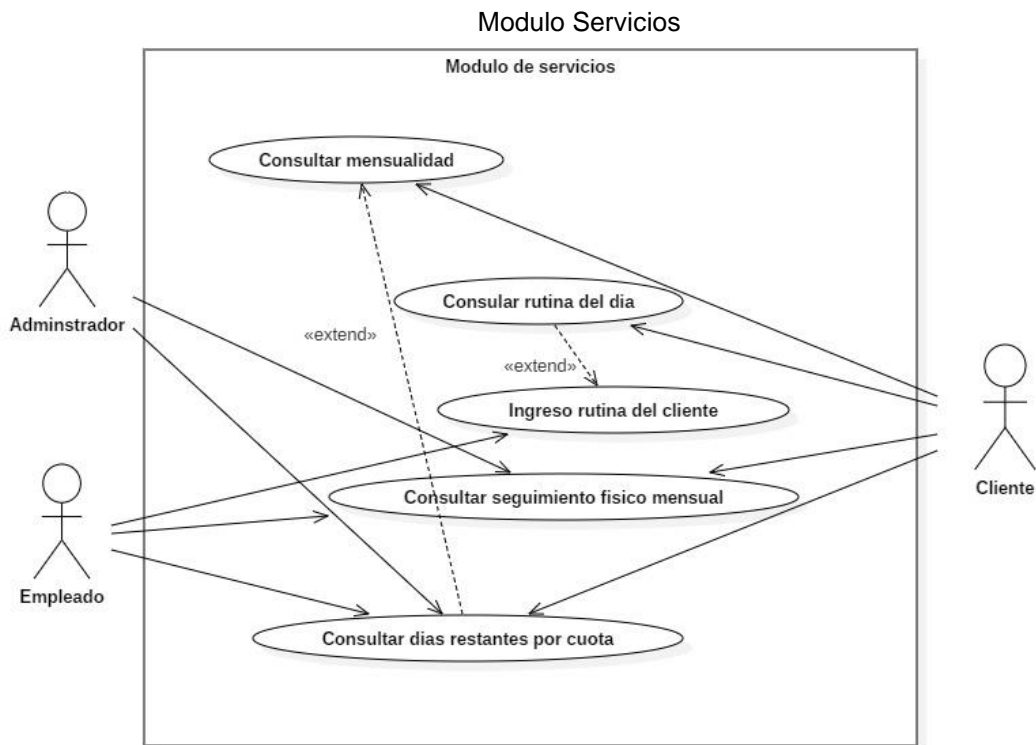 Modulo Servicios
Modulo de servicios
Consultar mensualidad
Adminstrador
Consular rutina del dia
«extend»
«extend»
Ingreso rutina del cliente
Consultar seguimiento fisico mensual
Cliente
Empleado
Consultar dias restantes por cuota